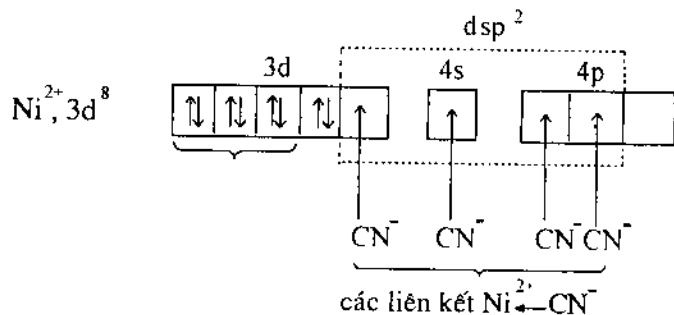 dsp²
3d 4s 4p
Ni²⁺, 3d⁸
CN⁻ CN⁻ CN⁻ CN⁻
các liên kết Ni²⁺←CN⁻